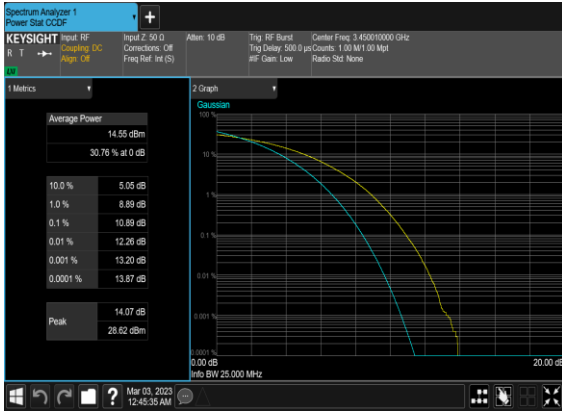 Spectrum Analyzer 1
Power Stat CCDF
KEYSIGHT
R T
Input: RF
Coupling: DC
Align: Off
Input Z: 50 Ω
Corrections: Off
Freq Ref: Int (S)
Atten: 10 dB
Trig: RF Burst
Trig Delay: 500.0 µs
#IF Gain: Low
Center Freq: 3.450010000 GHz
Counts: 1.00 M/1.00 Mpt
Radio Std: None
1 Metrics
Average Power
14.55 dBm
30.76 % at 0 dB
10.0 % 5.05 dB
1.0 % 8.89 dB
0.1 % 10.89 dB
0.01 % 12.26 dB
0.001 % 13.20 dB
0.0001 % 13.87 dB
Peak
14.07 dB
28.62 dBm
2 Graph
Gaussian
100 %
10 %
1 %
0.1 %
0.01 %
0.001 %
0.0001 %
0.00 dB
20.00 dB
Info BW 25.000 MHz
?
Mar 03, 2023
12:45:35 AM